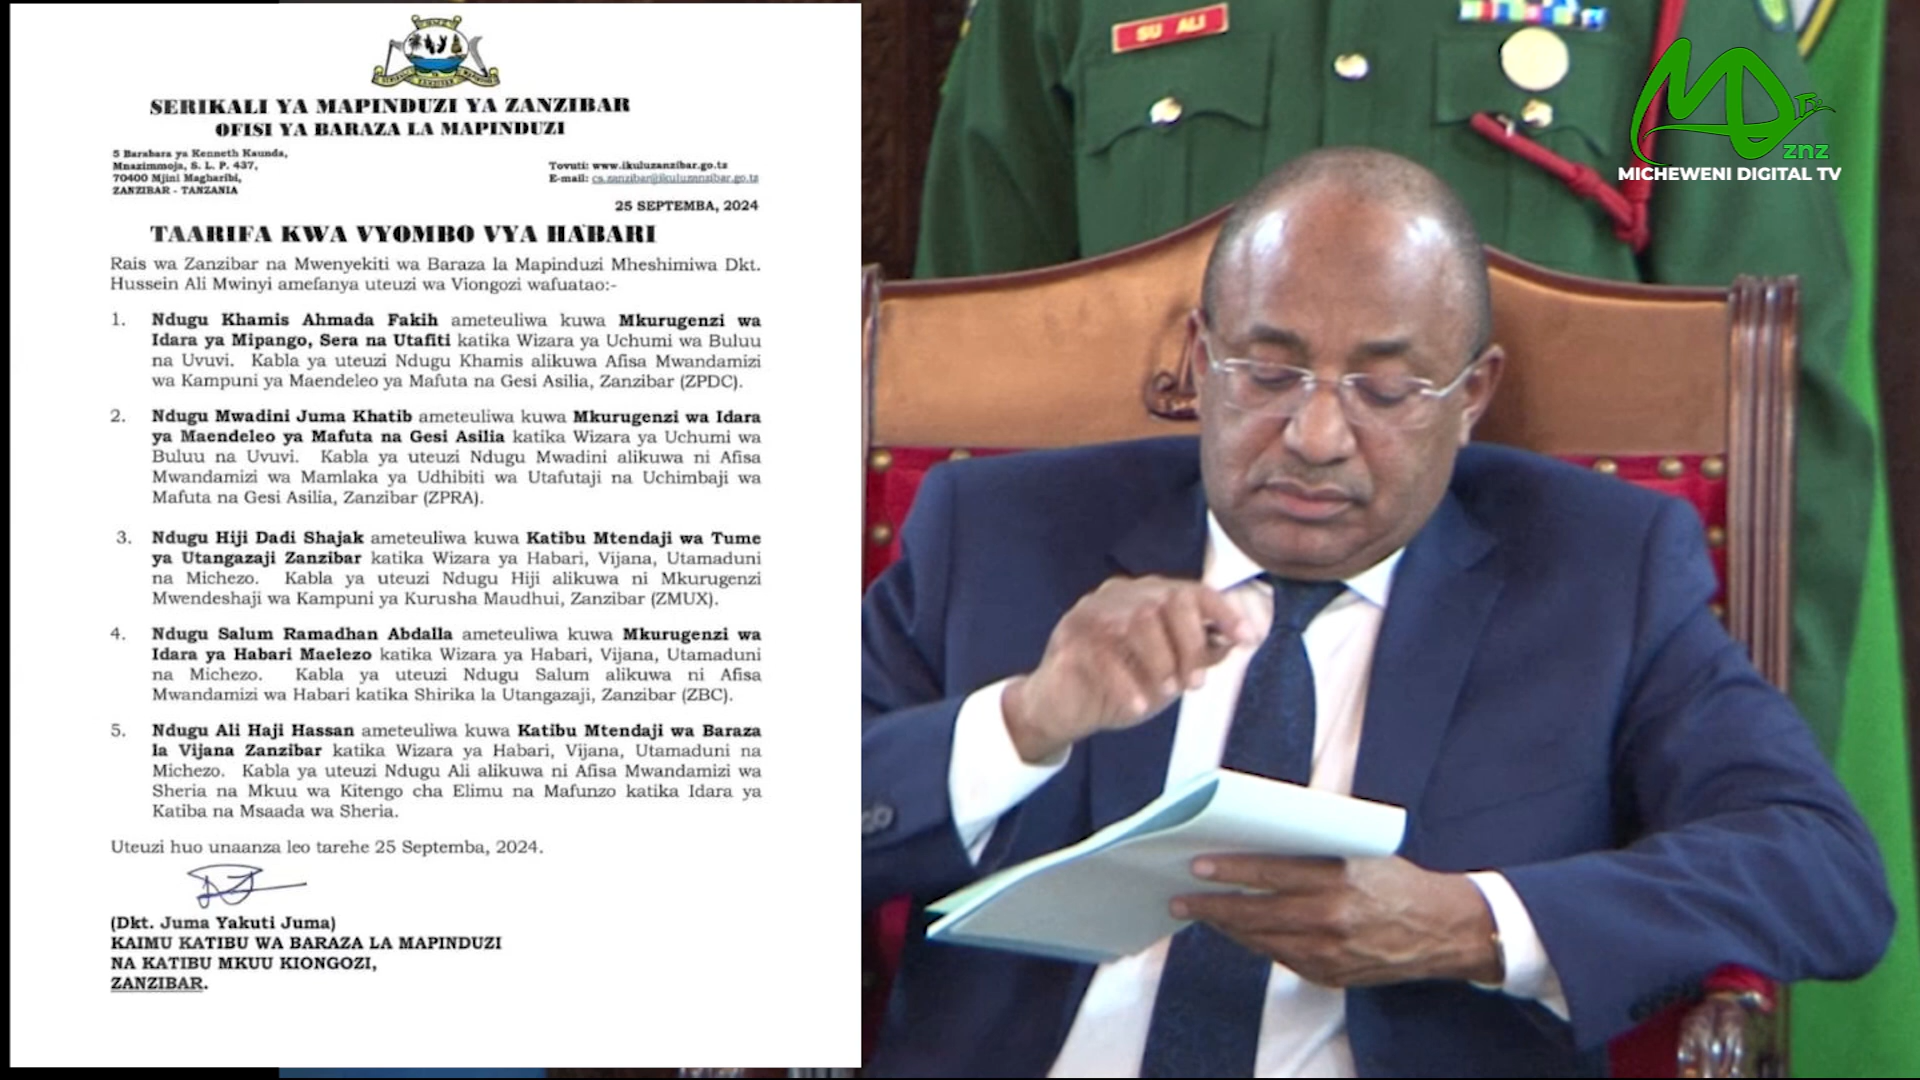 SERIKALI YA MAPINDUZI YA ZANZIBAR
OFISI YA BARAZA LA MAPINDUZI
5 Barabara ya Kenneth Kaunda,
Mnazimmoja, S. L. P. 437,
70400 Mjini Magharibi,
ZANZIBAR - TANZANIA
Tovuti: www.ikuluzanzibar.go.tz
E-mail: cs.zanzibar@ikuluzanzibar.go.tz
25 SEPTEMBA, 2024
TAARIFA KWA VYOMBO VYA HABARI
Rais wa Zanzibar na Mwenyekiti wa Baraza la Mapinduzi Mheshimiwa Dkt.
Hussein Ali Mwinyi amefanya uteuzi wa Viongozi wafuatao:-
1. Ndugu Khamis Ahmada Fakih ameteuliwa kuwa Mkurugenzi wa
Idara ya Mipango, Sera na Utafiti katika Wizara ya Uchumi wa Buluu
na Uvuvi. Kabla ya uteuzi Ndugu Khamis alikuwa Afisa Mwandamizi
wa Kampuni ya Maendeleo ya Mafuta na Gesi Asilia, Zanzibar (ZPDC).
2. Ndugu Mwadini Juma Khatib ameteuliwa kuwa Mkurugenzi wa Idara
ya Maendeleo ya Mafuta na Gesi Asilia katika Wizara ya Uchumi wa
Buluu na Uvuvi. Kabla ya uteuzi Ndugu Mwadini alikuwa ni Afisa
Mwandamizi wa Mamlaka ya Udhibiti wa Utafutaji na Uchimbaji wa
Mafuta na Gesi Asilia, Zanzibar (ZPRA).
3. Ndugu Hiji Dadi Shajak ameteuliwa kuwa Katibu Mtendaji wa Tume
ya Utangazaji Zanzibar katika Wizara ya Habari, Vijana, Utamaduni
na Michezo. Kabla ya uteuzi Ndugu Hiji alikuwa ni Mkurugenzi
Mwendeshaji wa Kampuni ya Kurusha Maudhui, Zanzibar (ZMUX).
4. Ndugu Salum Ramadhan Abdalla ameteuliwa kuwa Mkurugenzi wa
Idara ya Habari Maelezo katika Wizara ya Habari, Vijana, Utamaduni
na Michezo. Kabla ya uteuzi Ndugu Salum alikuwa ni Afisa
Mwandamizi wa Habari katika Shirika la Utangazaji, Zanzibar (ZBC).
5. Ndugu Ali Haji Hassan ameteuliwa kuwa Katibu Mtendaji wa Baraza
la Vijana Zanzibar katika Wizara ya Habari, Vijana, Utamaduni na
Michezo. Kabla ya uteuzi Ndugu Ali alikuwa ni Afisa Mwandamizi wa
Sheria na Mkuu wa Kitengo cha Elimu na Mafunzo katika Idara ya
Katiba na Msaada wa Sheria.
Uteuzi huo unaanza leo tarehe 25 Septemba, 2024.
(Dkt. Juma Yakuti Juma)
KAIMU KATIBU WA BARAZA LA MAPINDUZI
NA KATIBU MKUU KIONGOZI,
ZANZIBAR.
SU ALI
znz
MICHEWENI DIGITAL TV